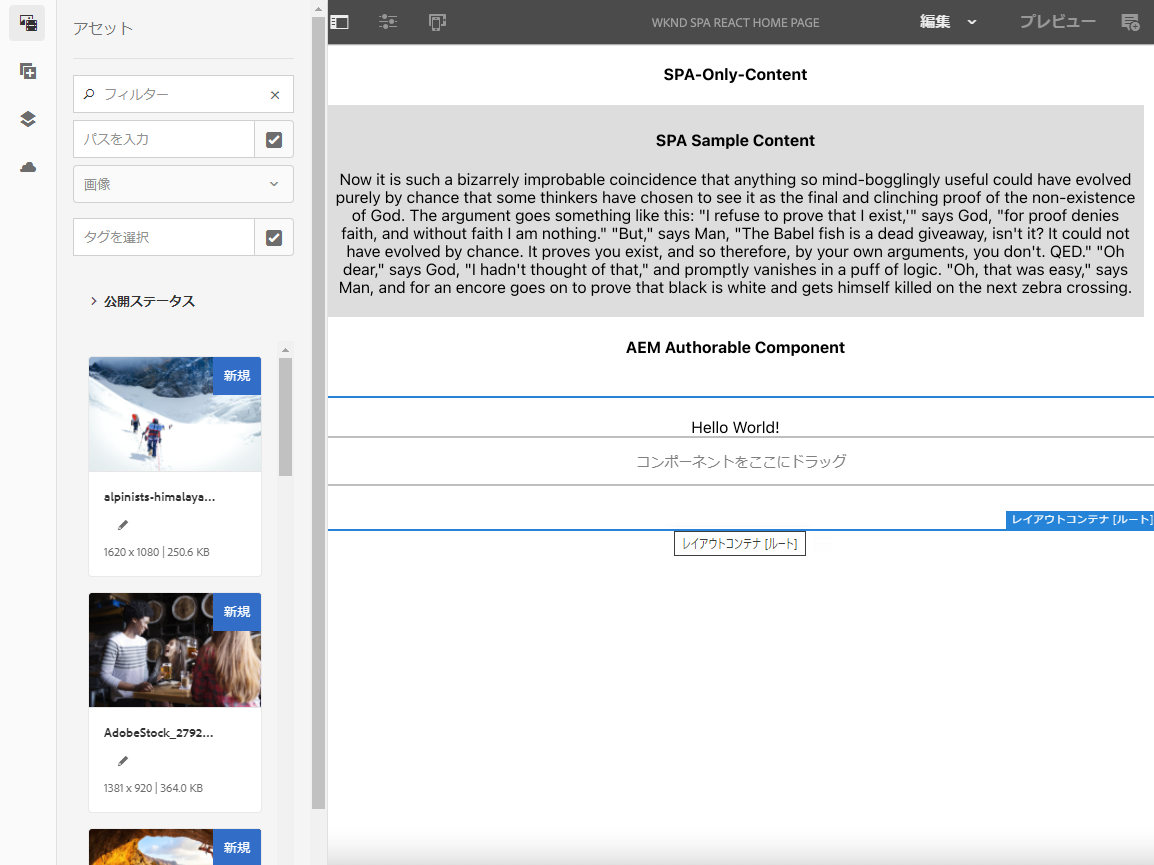 アセット
フィルター
パスを入力
画像
タグを選択
公開ステータス
新規
alpinists-himalaya...
1620 x 1080 | 250.6 KB
新規
AdobeStock_2792...
1381 x 920 | 364.0 KB
新規
WKND SPA REACT HOME PAGE
編集
プレビュー
SPA-Only-Content
SPA Sample Content
Now it is such a bizarrely improbable coincidence that anything so mind-bogglingly useful could have evolved
purely by chance that some thinkers have chosen to see it as the final and clinching proof of the non-existence
of God. The argument goes something like this: "I refuse to prove that I exist,'" says God, "for proof denies
faith, and without faith I am nothing." "But," says Man, "The Babel fish is a dead giveaway, isn't it? It could not
have evolved by chance. It proves you exist, and so therefore, by your own arguments, you don't. QED." "Oh
dear," says God, "I hadn't thought of that," and promptly vanishes in a puff of logic. "Oh, that was easy," says
Man, and for an encore goes on to prove that black is white and gets himself killed on the next zebra crossing.
AEM Authorable Component
Hello World!
コンポーネントをここにドラッグ
レイアウトコンテナ [ルート]
レイアウトコンテナ [ルート]